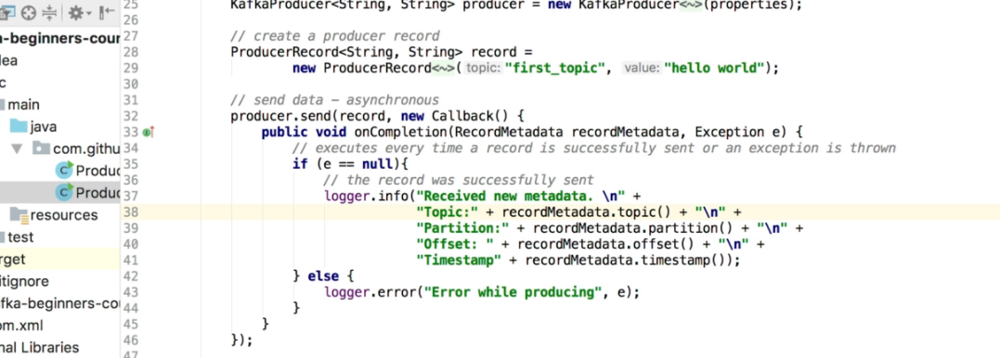 a-beginners-cour
dea
c
main
java
com.githu
Produc
Produc
resources
test
rget
itignore
fka-beginners-cou
om.xml
nal Libraries
25 KafkaProducer<String, String> producer = new KafkaProducer<~>(properties);
26
27 // create a producer record
28 ProducerRecord<String, String> record =
29 new ProducerRecord<~>( topic: "first_topic", value: "hello world");
30
31 // send data - asynchronous
32 producer.send(record, new Callback() {
33 public void onCompletion(RecordMetadata recordMetadata, Exception e) {
34 // executes every time a record is successfully sent or an exception is thrown
35 if (e == null){
36 // the record was successfully sent
37 logger.info("Received new metadata. \n" +
38 "Topic:" + recordMetadata.topic() + "\n" +
39 "Partition:" + recordMetadata.partition() + "\n" +
40 "Offset: " + recordMetadata.offset() + "\n" +
41 "Timestamp" + recordMetadata.timestamp());
42 } else {
43 logger.error("Error while producing", e);
44 }
45 }
46 });
47